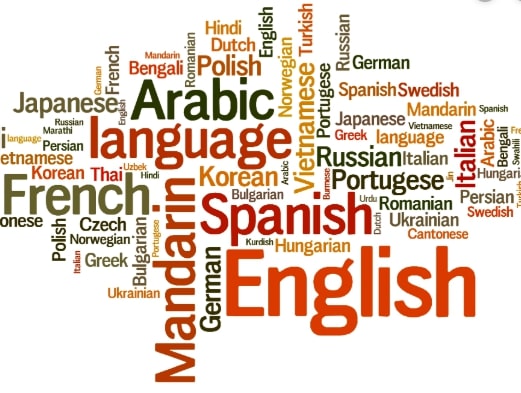 Hindi
English
Turkish
Russian
Dutch
Norwegian
Romanian
Mandarin
Bengali
Polish
German
French
German
Spanish
Swedish
Japanese
English
Arabic
Vietnamese
Portugese
Mandarin
Spanish
Russian
Marathi
language
Japanese
Vietnamese
Greek
language
Italian
Arabic
Bengali
Swahili
language
Persian
etnamese
Korean
Thai
Uzbek
Hindi
Korean
Arabic
Russian
Italian
Burmese
Portugese
Hungari
French
Bulgarian
Urdu
Romanian
Persian
Swedish
onese
Polish
Czech
Norwegian
Bulgarian
Portugese
Mandarin
Spanish
Dutch
Ukrainian
Cantonese
Italian
Greek
Kurdish
Hungarian
German
English
Ukrainian